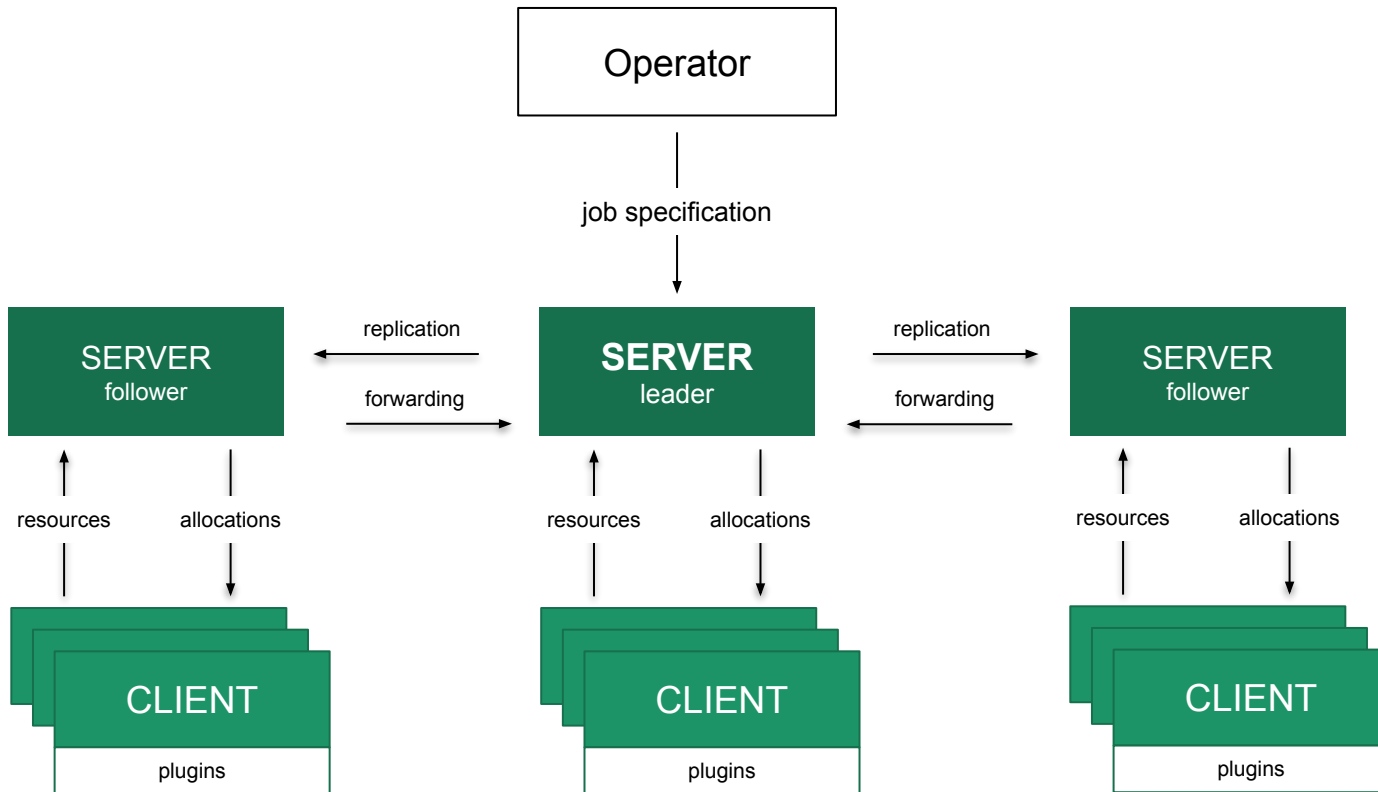 Operator
job specification
SERVER
follower
replication
forwarding
SERVER
leader
replication
forwarding
SERVER
follower
resources
allocations
resources
allocations
resources
allocations
CLIENT
plugins
CLIENT
plugins
CLIENT
plugins